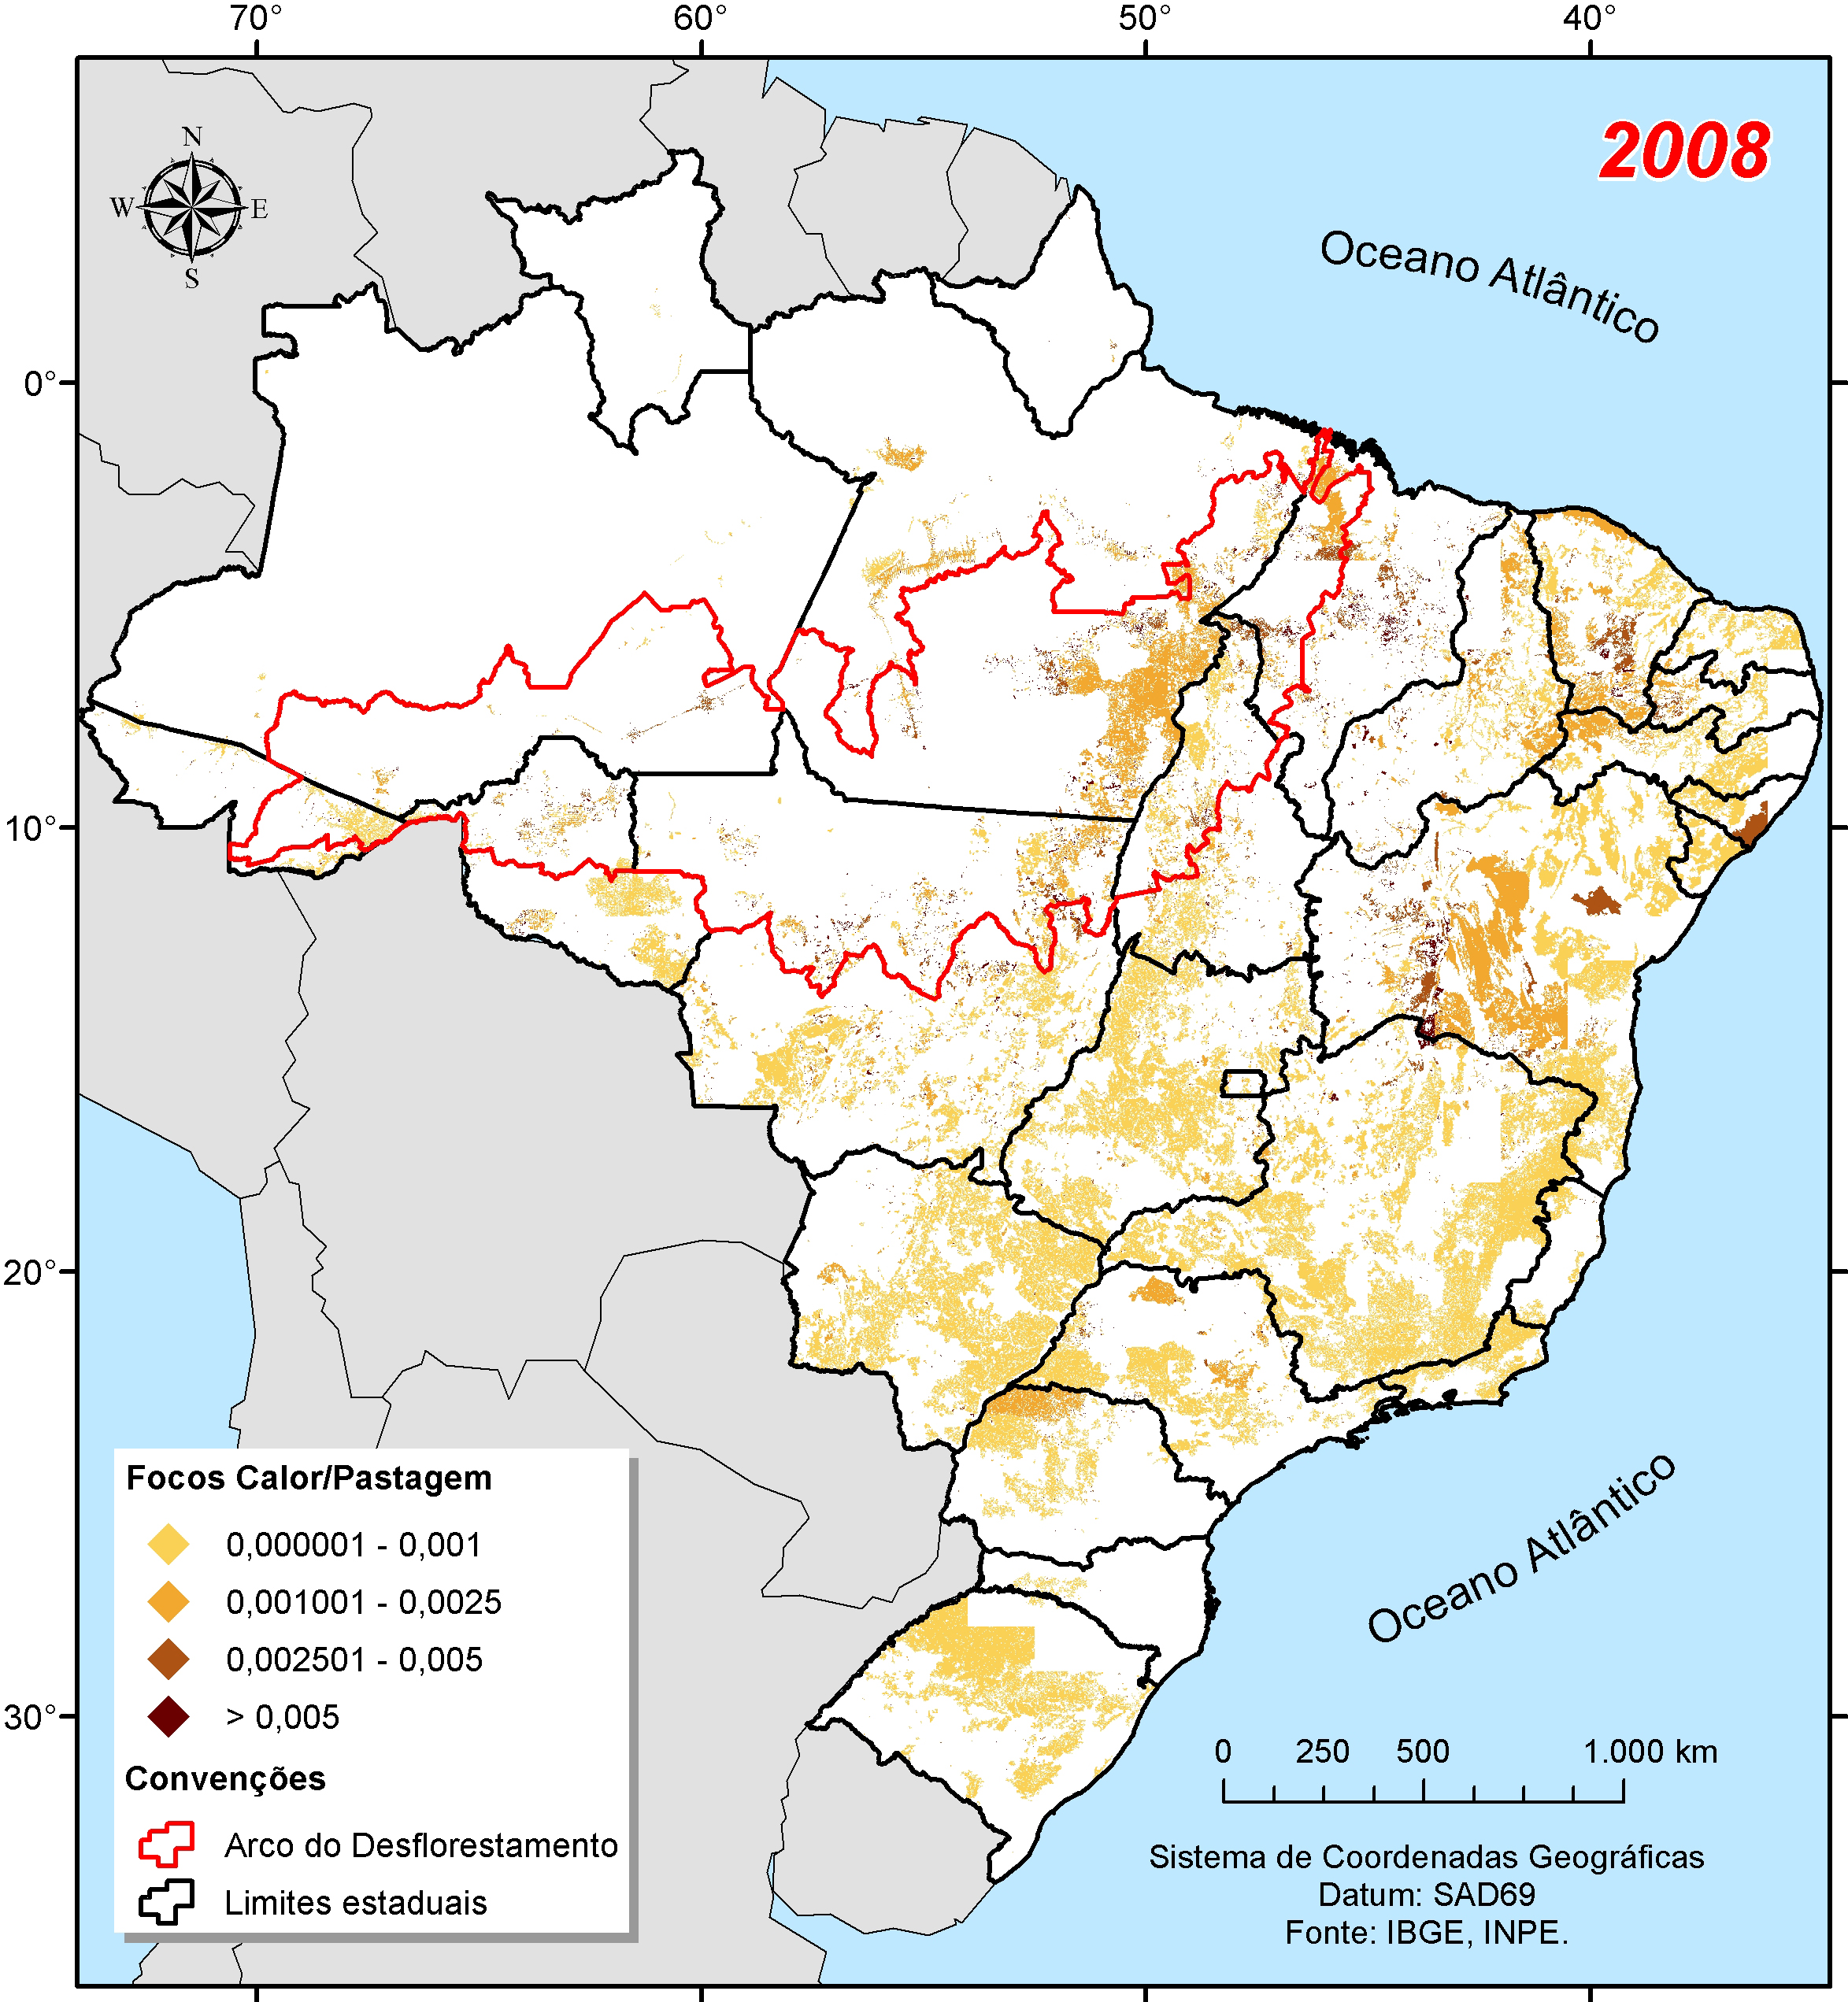 70° 60° 50° 40°
2008
N
W E
S
Oceano Atlântico
0°
10°
20°
30°
Oceano Atlântico
Focos Calor/Pastagem
0,000001 - 0,001
0,001001 - 0,0025
0,002501 - 0,005
> 0,005
Convenções
Arco do Desflorestamento
Limites estaduais
0 250 500 1.000 km
Sistema de Coordenadas Geográficas
Datum: SAD69
Fonte: IBGE, INPE.